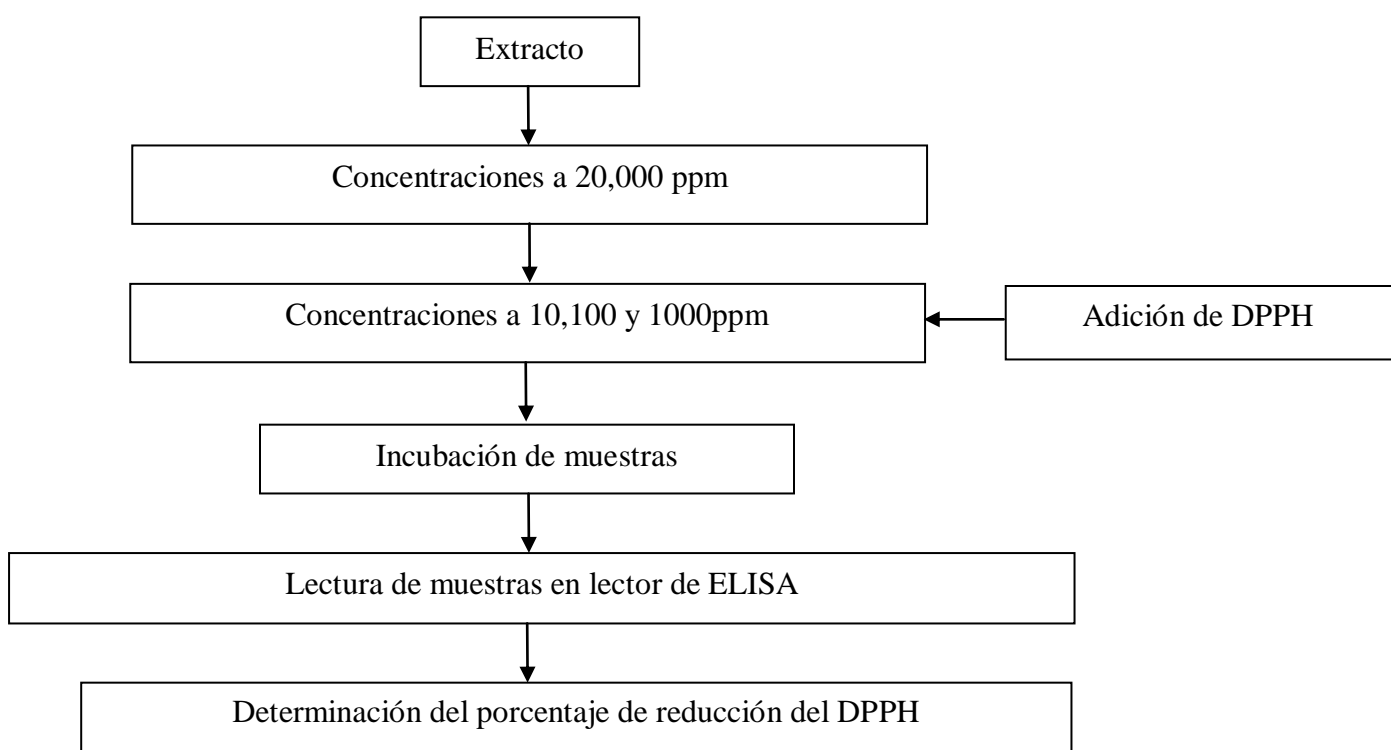 Extracto
Concentraciones a 20,000 ppm
Concentraciones a 10,100 y 1000ppm
Adición de DPPH
Incubación de muestras
Lectura de muestras en lector de ELISA
Determinación del porcentaje de reducción del DPPH